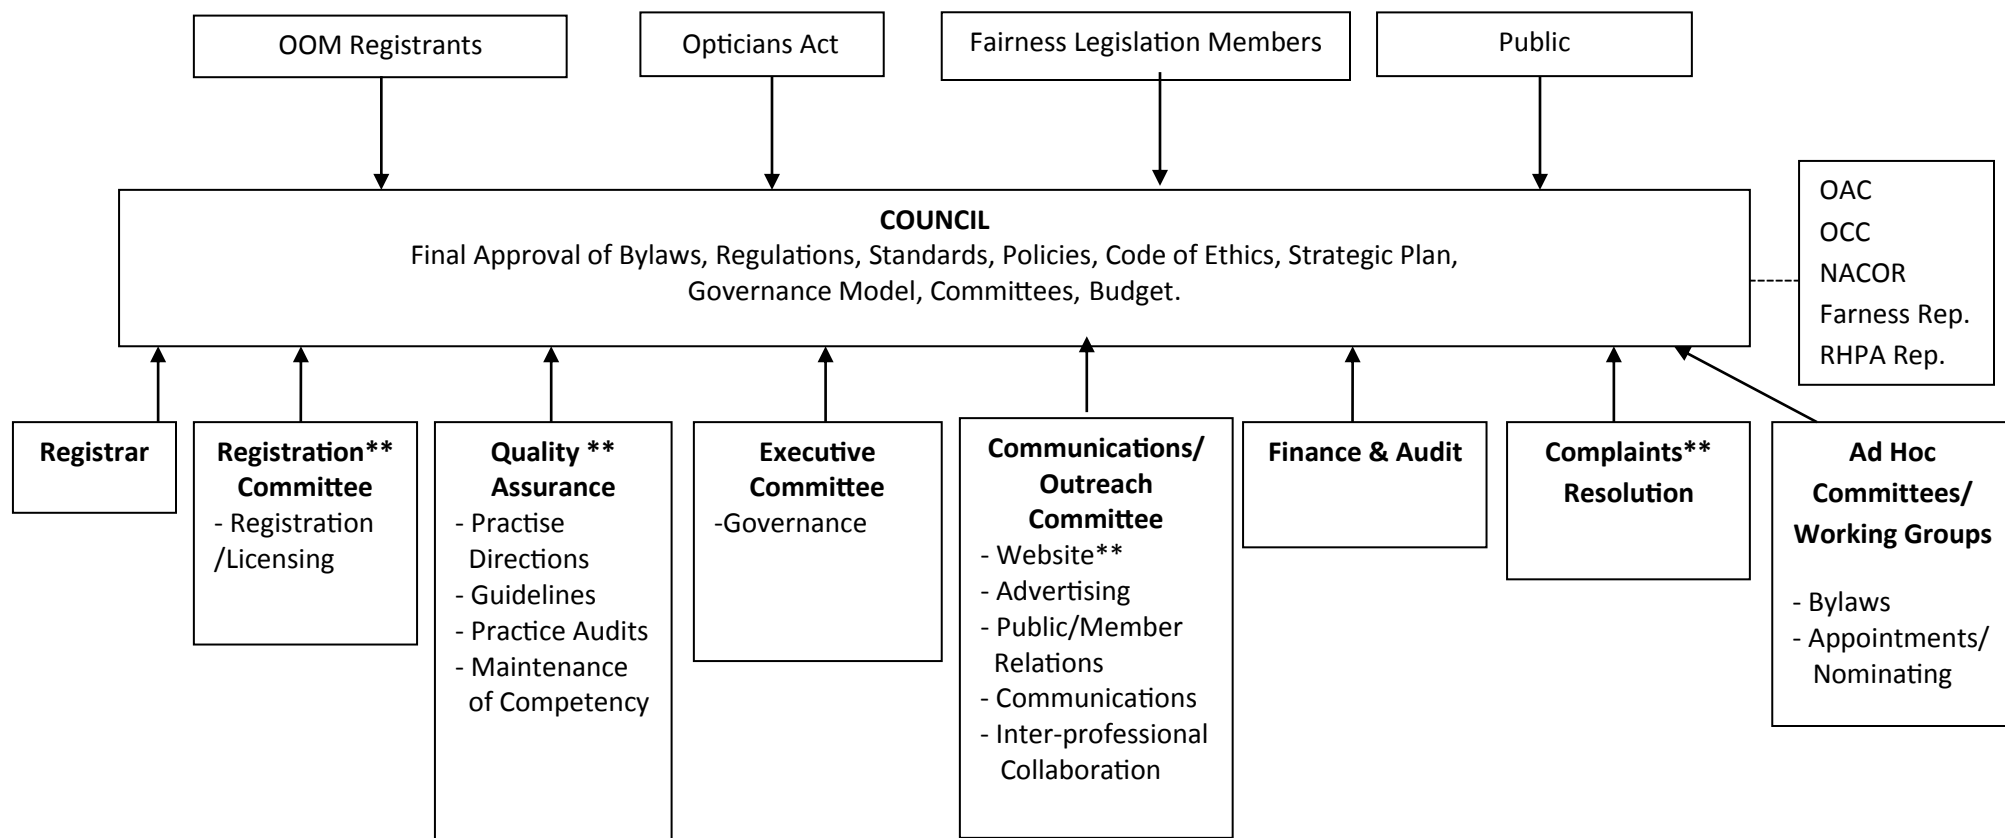 OOM Registrants
Opticians Act
Fairness Legislation Members
Public
COUNCIL
Final Approval of Bylaws, Regulations, Standards, Policies, Code of Ethics, Strategic Plan,
Governance Model, Committees, Budget.
OAC
OCC
NACOR
Farness Rep.
RHPA Rep.
Registrar
Registration**
Committee
- Registration
/Licensing
Quality **
Assurance
- Practise
Directions
- Guidelines
- Practice Audits
- Maintenance
of Competency
Executive
Committee
-Governance
Communications/
Outreach
Committee
- Website**
- Advertising
- Public/Member
Relations
- Communications
- Inter-professional
Collaboration
Finance & Audit
Complaints**
Resolution
Ad Hoc
Committees/
Working Groups
- Bylaws
- Appointments/
Nominating